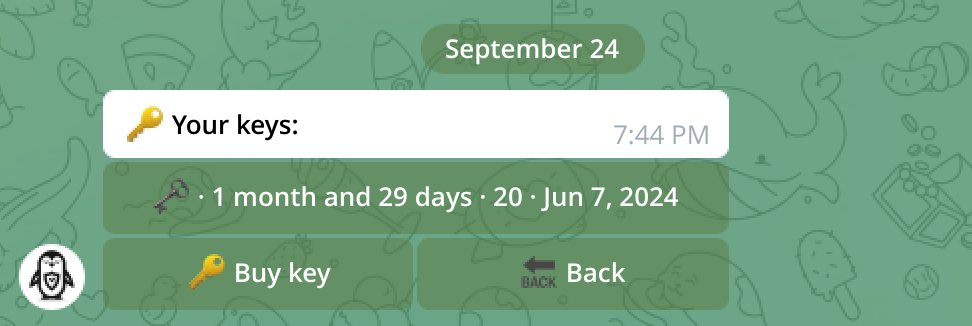 September 24
🔑 Your keys:
7:44 PM
🗝 · 1 month and 29 days · 20 · Jun 7, 2024
🔑 Buy key
🔙 Back